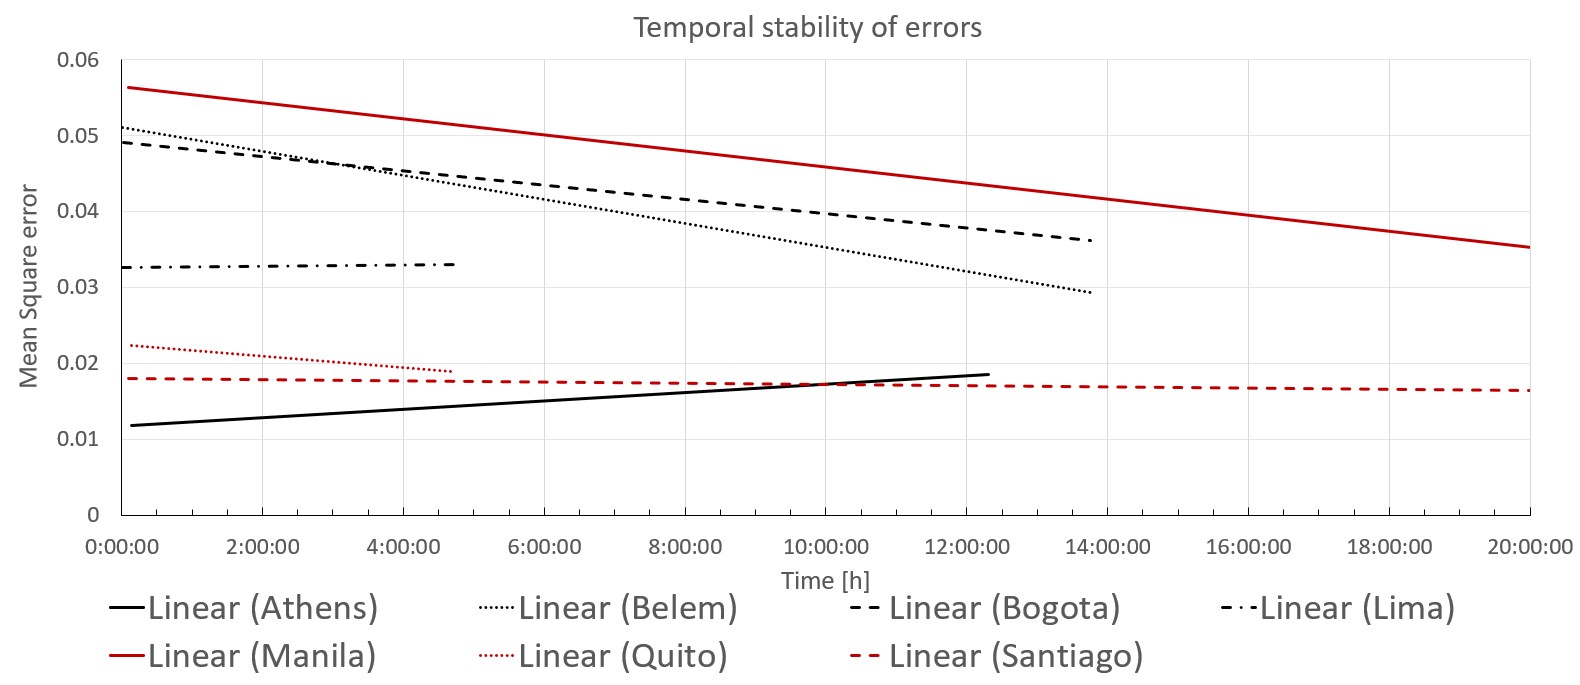 Temporal stability of errors
Mean Square error
0.06
0.05
0.04
0.03
0.02
0.01
0
0:00:00 2:00:00 4:00:00 6:00:00 8:00:00 10:00:00 12:00:00 14:00:00 16:00:00 18:00:00 20:00:00
Time [h]
Linear (Athens) Linear (Belem) Linear (Bogota) Linear (Lima)
Linear (Manila) Linear (Quito) Linear (Santiago)